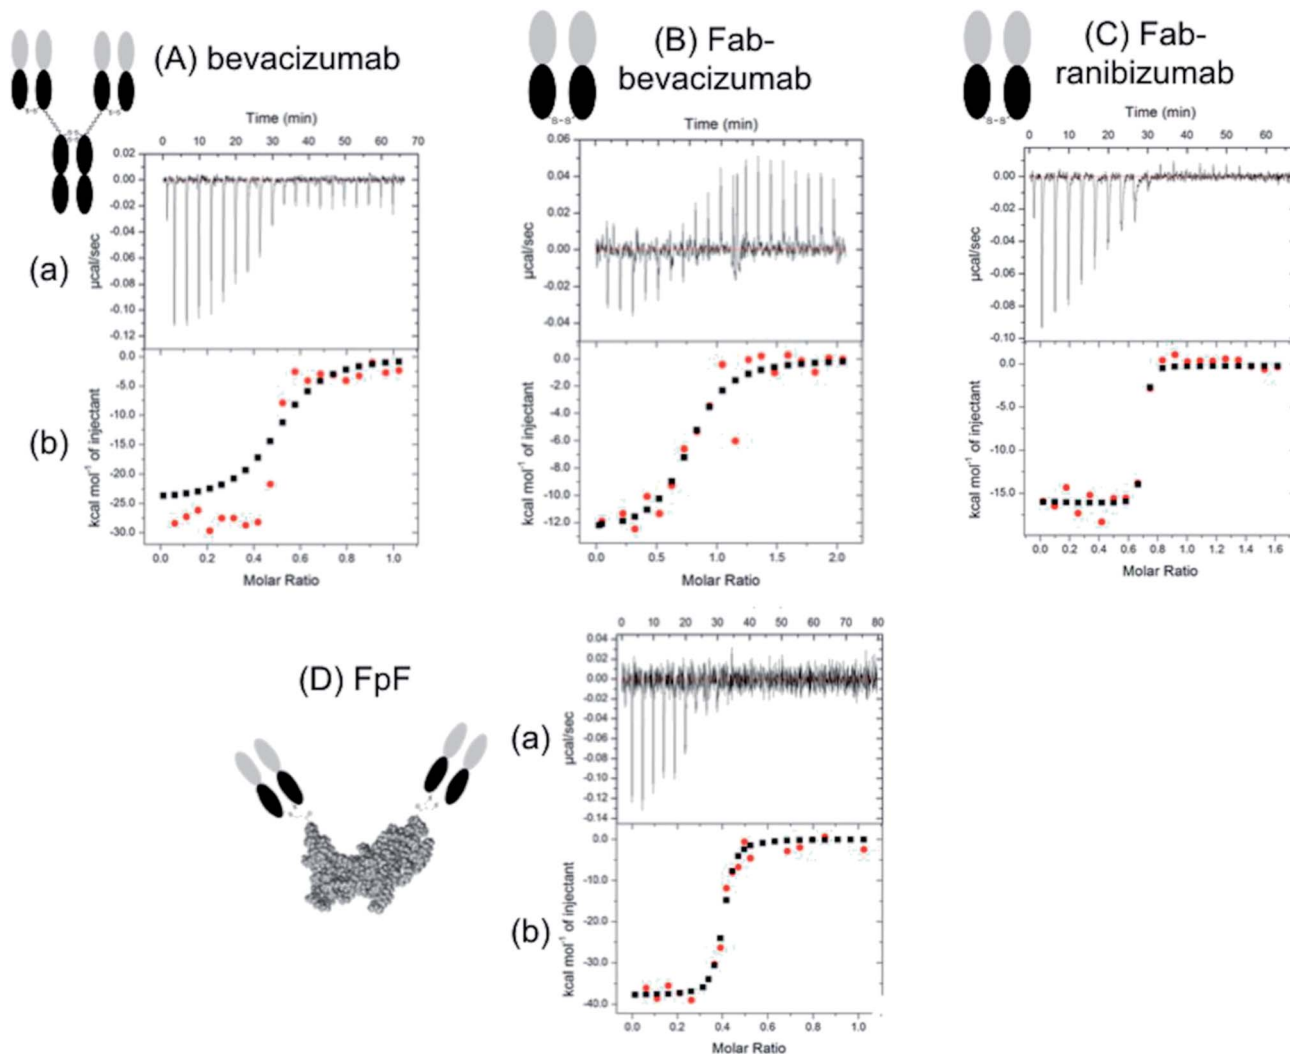 (A) bevacizumab
(B) Fab-
bevacizumab
(C) Fab-
ranibizumab
s-s
s-s
s-s
s-s
Time (min)
0 10 20 30 40 50 60 70
0.02
0.00
-0.02
-0.04
-0.06
-0.08
-0.10
-0.12
µcal/sec
(a)
0.0
-5.0
-10.0
-15.0
-20.0
-25.0
-30.0
kcal mol⁻¹ of injectant
(b)
0.0 0.2 0.4 0.6 0.8 1.0
Molar Ratio
Time (min)
0.06
0.04
0.02
0.00
-0.02
-0.04
µcal/sec
0.0
-2.0
-4.0
-6.0
-8.0
-10.0
-12.0
kcal mol⁻¹ of injectant
0.0 0.5 1.0 1.5 2.0
Molar Ratio
Time (min)
0 10 20 30 40 50 60
0.00
-0.02
-0.04
-0.06
-0.08
-0.10
µcal/sec
0.0
-5.0
-10.0
-15.0
kcal mol⁻¹ of injectant
0.0 0.2 0.4 0.6 0.8 1.0 1.2 1.4 1.6
Molar Ratio
(D) FpF
0 10 20 30 40 50 60 70 80
0.04
0.02
0.00
-0.02
-0.04
-0.06
-0.08
-0.10
-0.12
-0.14
µcal/sec
(a)
0.0
-10.0
-20.0
-30.0
-40.0
kcal mol⁻¹ of injectant
(b)
0.0 0.2 0.4 0.6 0.8 1.0
Molar Ratio